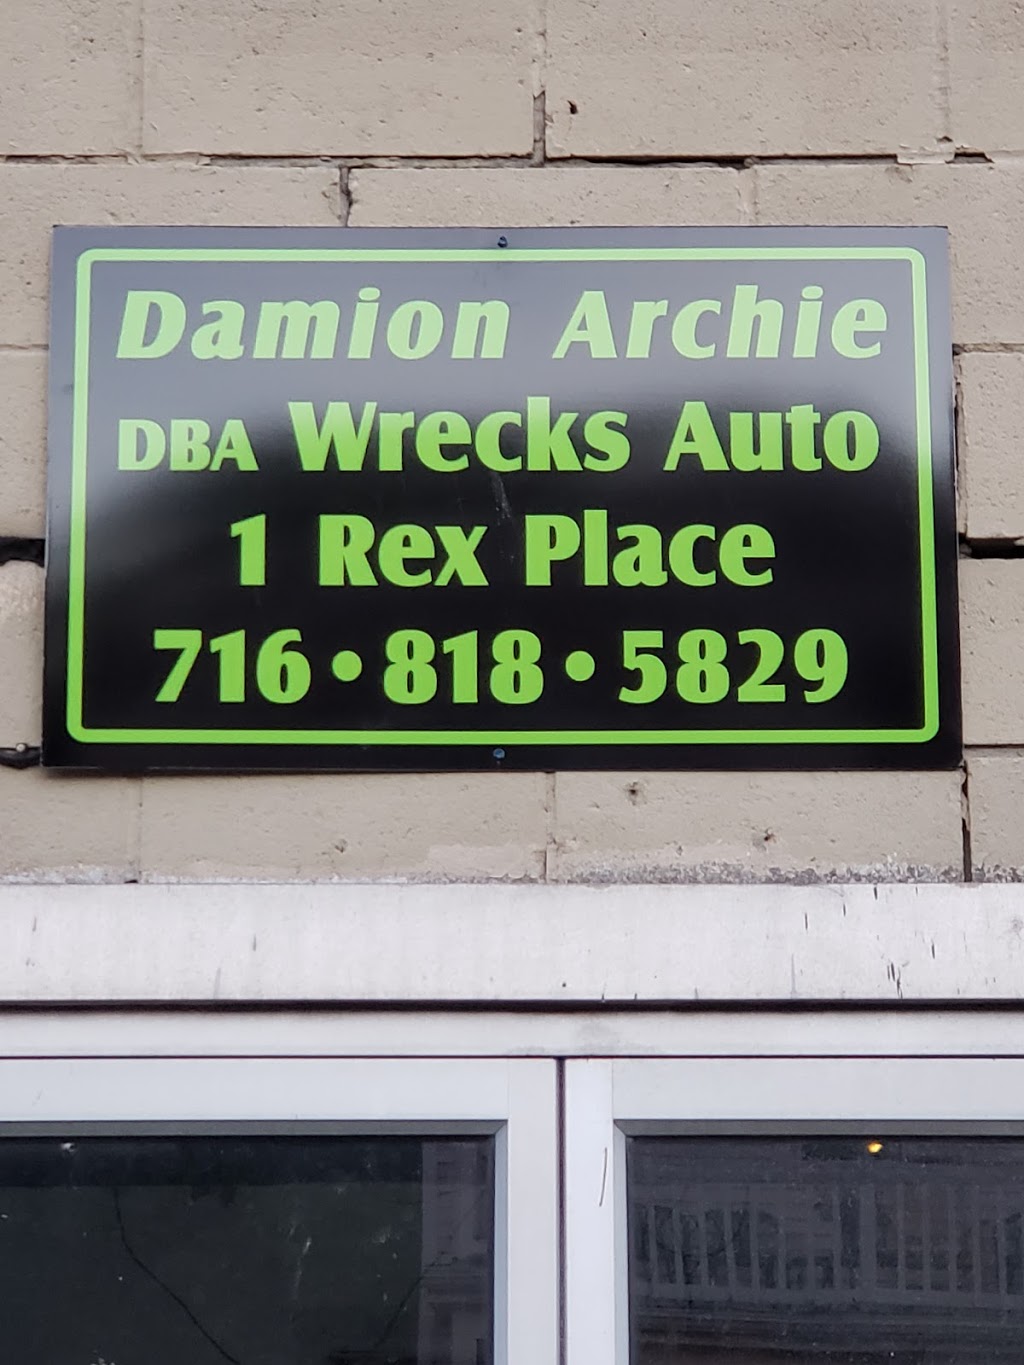 Damion Archie
DBA Wrecks Auto
1 Rex Place
716•818•5829